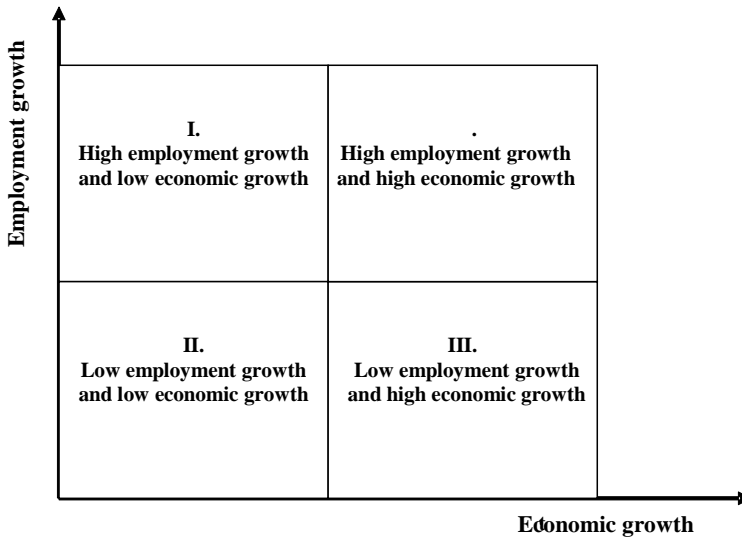 Employment growth
I.
High employment growth
and low economic growth
.
High employment growth
and high economic growth
II.
Low employment growth
and low economic growth
III.
Low employment growth
and high economic growth
Economic growth